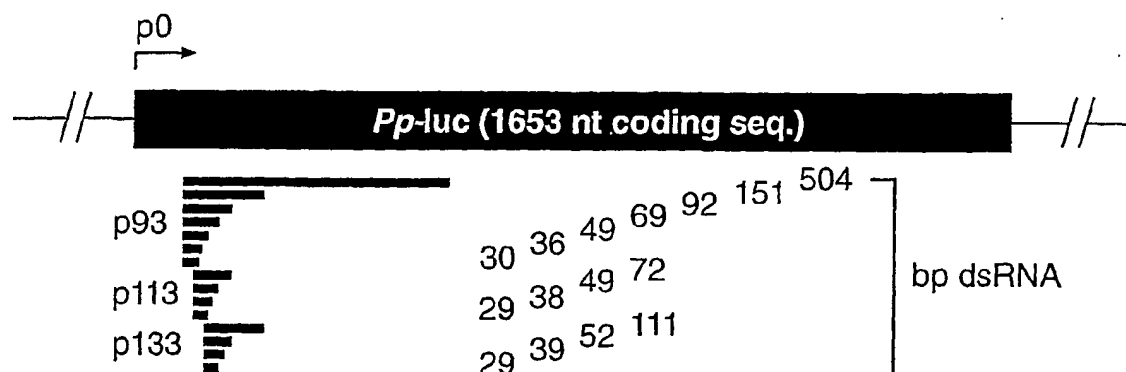 p0
Pp-luc (1653 nt coding seq.)
p93
30 36 49 69 92 151 504
bp dsRNA
p113
29 38 49 72
p133
29 39 52 111